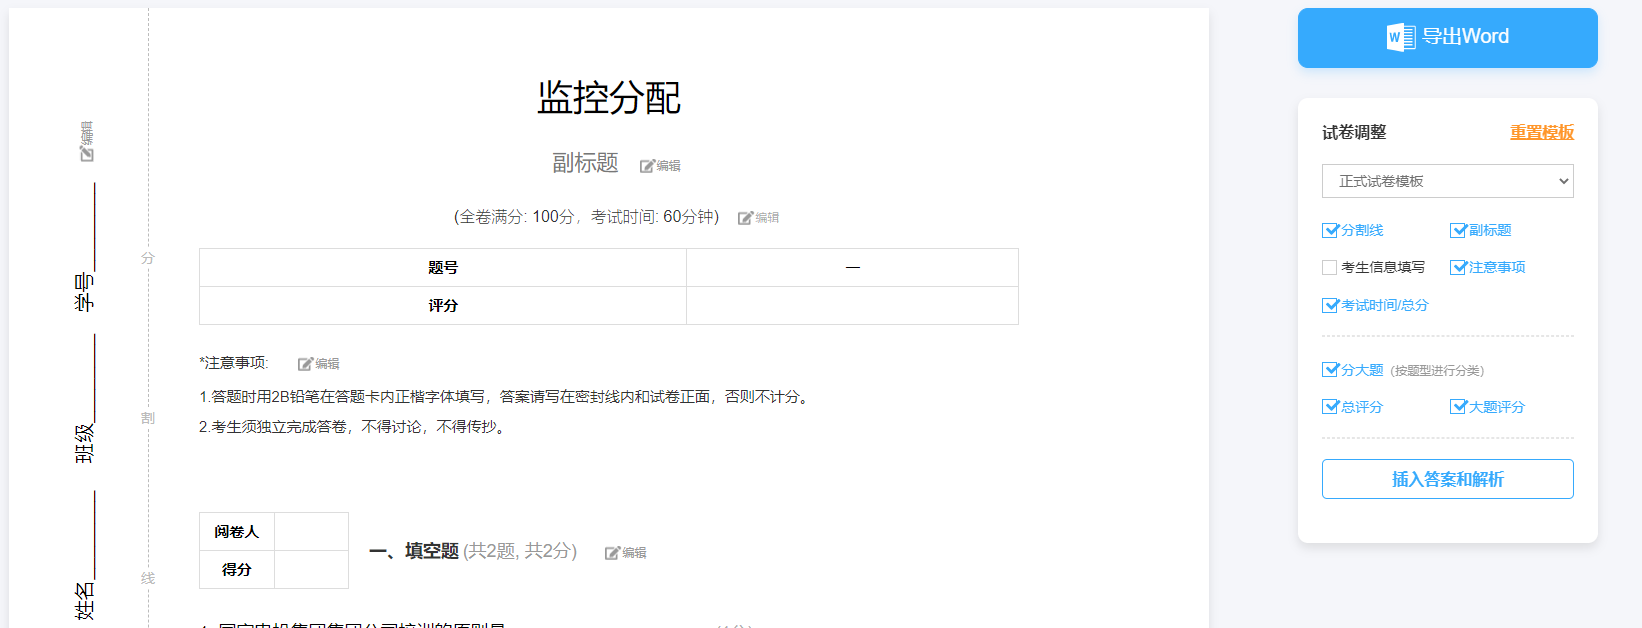 监控分配
副标题 编辑
(全卷满分: 100分，考试时间: 60分钟) 编辑
题号 一
评分
*注意事项: 编辑
1.答题时用2B铅笔在答题卡内正楷字体填写，答案请写在密封线内和试卷正面，否则不计分。
2.考生须独立完成答卷，不得讨论，不得传抄。
阅卷人
得分
一、填空题 (共2题, 共2分) 编辑
编辑
学号
班级
姓名
分
割
线
导出Word
试卷调整 重置模板
正式试卷模板
分割线 副标题
考生信息填写 注意事项
考试时间/总分
分大题 (按题型进行分类)
总评分 大题评分
插入答案和解析